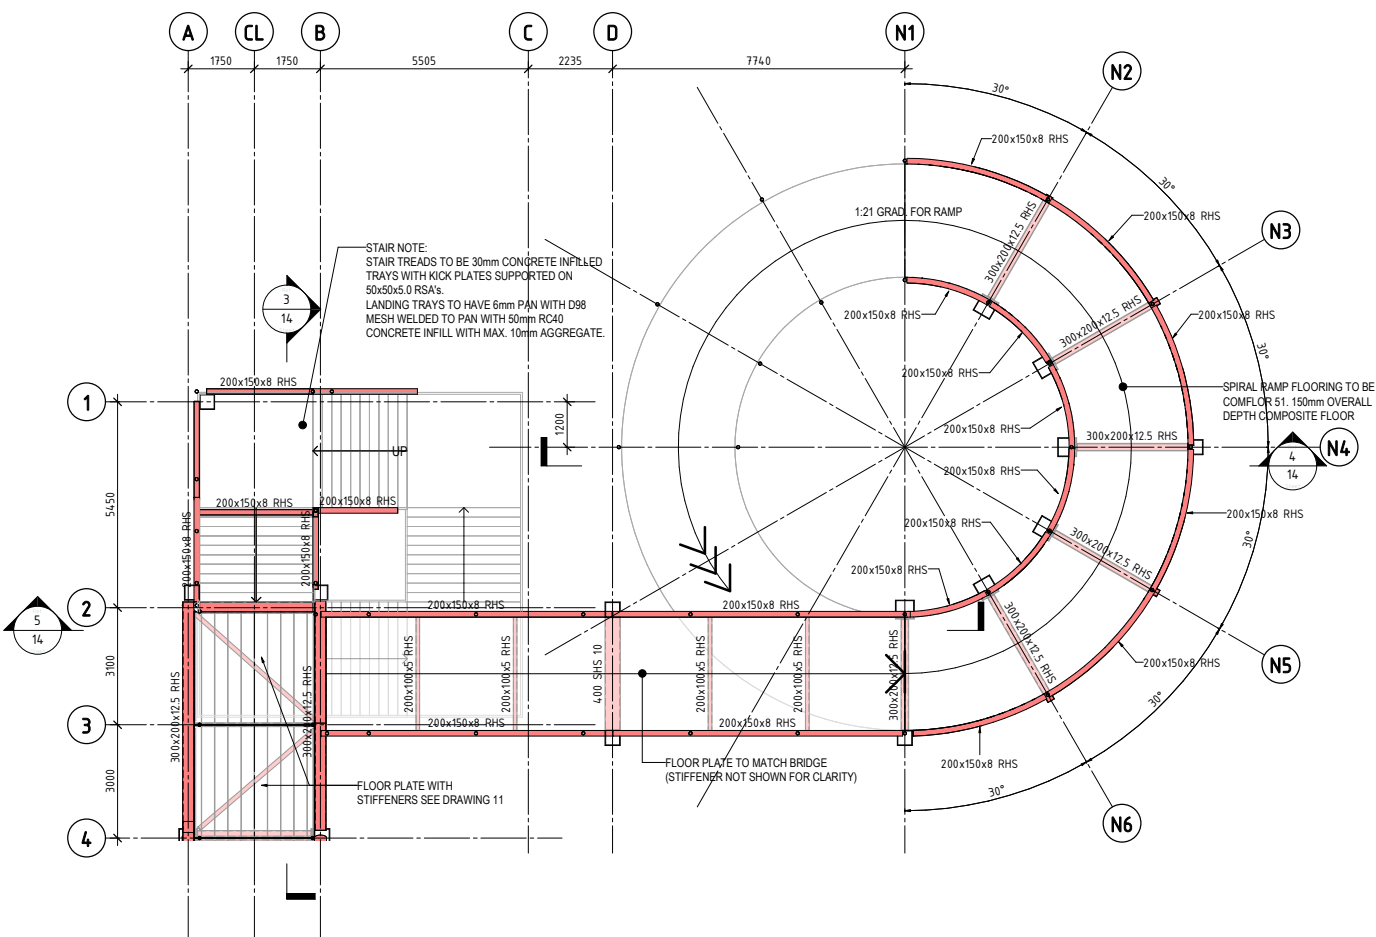 A
CL
B
C
D
N1
1750
1750
5505
2235
7740
N2
30°
200x150x8 RHS
30°
1:21 GRAD. FOR RAMP
300x200x12.5 RHS
200x150x8 RHS
N3
STAIR NOTE:
STAIR TREADS TO BE 30mm CONCRETE INFILLED
TRAYS WITH KICK PLATES SUPPORTED ON
50x50x5.0 RSA's.
LANDING TRAYS TO HAVE 6mm PAN WITH D98
MESH WELDED TO PAN WITH 50mm RC40
CONCRETE INFILL WITH MAX. 10mm AGGREGATE.
3
14
200x150x8 RHS
300x200x12.5 RHS
200x150x8 RHS
30°
200x150x8 RHS
200x150x8 RHS
SPIRAL RAMP FLOORING TO BE
COMFLOR 51. 150mm OVERALL
DEPTH COMPOSITE FLOOR
1
1200
200x150x8 RHS
300x200x12.5 RHS
N4
UP
4
14
200x150x8 RHS
5450
200x150x8 RHS
200x150x8 RHS
200x150x8 RHS
200x150x8 RHS
200x150x8 RHS
200x150x8 RHS
30°
300x200x12.5 RHS
200x150x8 RHS
2
200x150x8 RHS
200x150x8 RHS
5
14
300x200x12.5 RHS
3100
300x200x12.5 RHS
300x200x12.5 RHS
200x100x5 RHS
200x100x5 RHS
400 SHS 10
200x100x5 RHS
200x100x5 RHS
300x200x12.5 RHS
200x150x8 RHS
N5
30°
3
200x150x8 RHS
200x150x8 RHS
FLOOR PLATE TO MATCH BRIDGE
(STIFFENER NOT SHOWN FOR CLARITY)
200x150x8 RHS
3000
FLOOR PLATE WITH
STIFFENERS SEE DRAWING 11
30°
4
N6